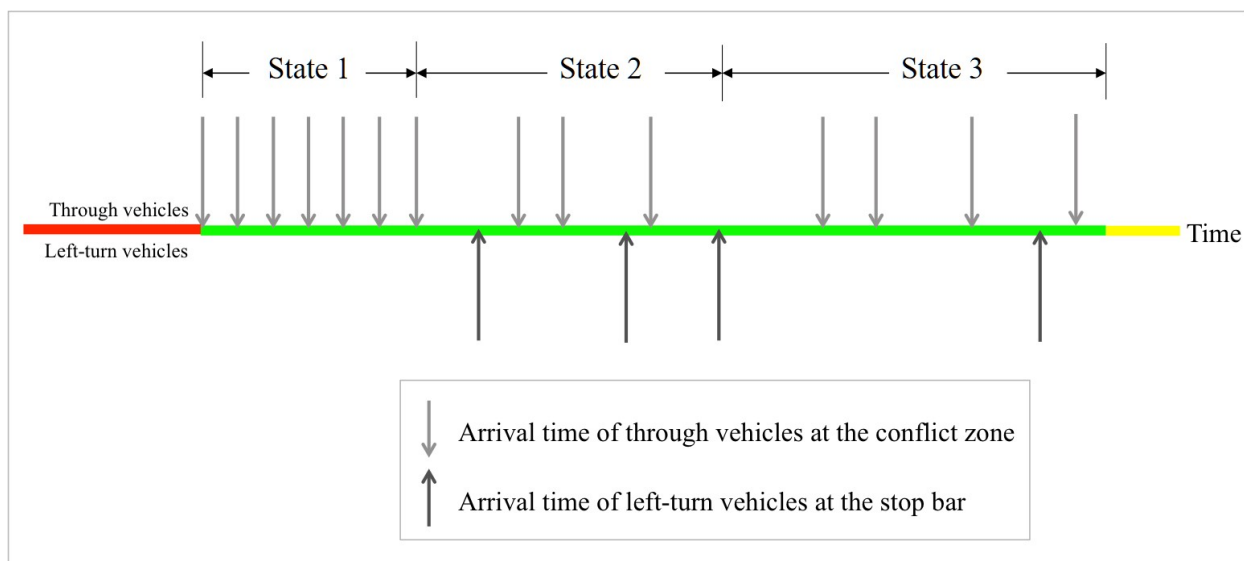 State 1
State 2
State 3
Through vehicles
Left-turn vehicles
Time
Arrival time of through vehicles at the conflict zone
Arrival time of left-turn vehicles at the stop bar